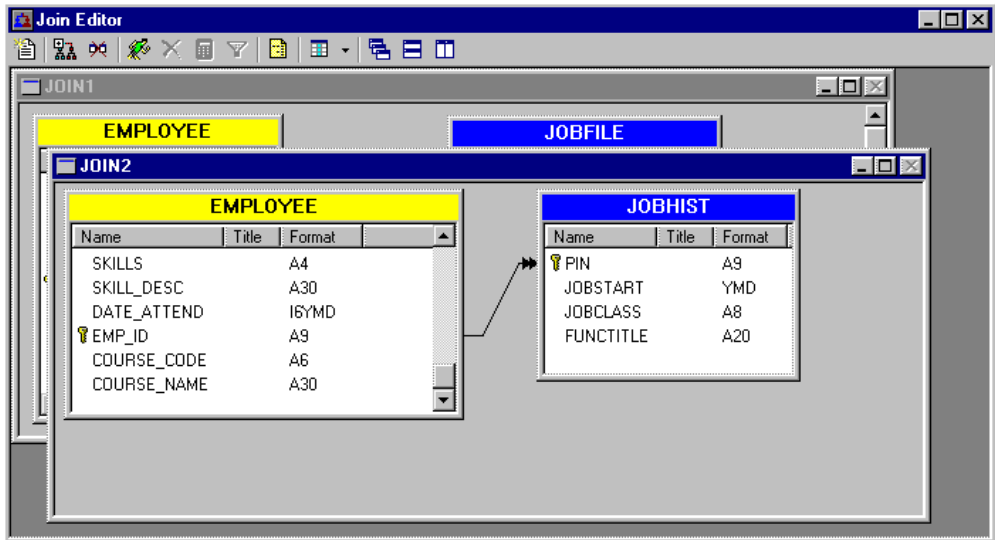 Join Editor
JOIN1
EMPLOYEE JOBFILE
JOIN2
EMPLOYEE
Name Title Format
SKILLS A4
SKILL_DESC A30
DATE_ATTEND I6YMD
EMP_ID A9
COURSE_CODE A6
COURSE_NAME A30
JOBHIST
Name Title Format
PIN A9
JOBSTART YMD
JOBCLASS A8
FUNCTITLE A20